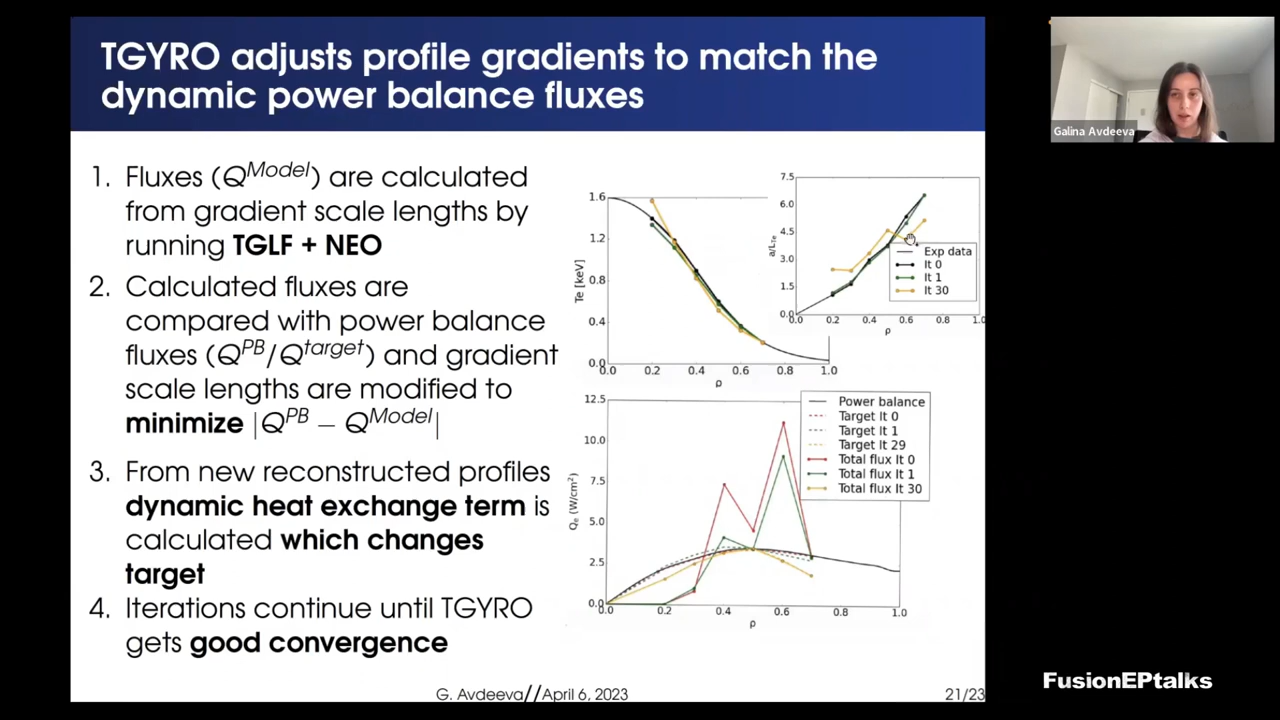 TGYRO adjusts profile gradients to match the
dynamic power balance fluxes
1. Fluxes (Q^Model) are calculated
from gradient scale lengths by
running TGLF + NEO
2. Calculated fluxes are
compared with power balance
fluxes (Q^PB/Q^target) and gradient
scale lengths are modified to
minimize |Q^PB − Q^Model|
3. From new reconstructed profiles
dynamic heat exchange term is
calculated which changes
target
4. Iterations continue until TGYRO
gets good convergence
Te [keV]
1.6
1.2
0.8
0.4
0.0
0.0 0.2 0.4 0.6 0.8 1.0
ρ
a/L_Te
7.5
6.0
4.5
3.0
1.5
0.0
0.0 0.2 0.4 0.6 0.8 1.0
ρ
Exp data
It 0
It 1
It 30
Q_e (W/cm²)
12.5
10.0
7.5
5.0
2.5
0.0
0.0 0.2 0.4 0.6 0.8 1.0
ρ
Power balance
Target It 0
Target It 1
Target It 29
Total flux It 0
Total flux It 1
Total flux It 30
G. Avdeeva//April 6, 2023
21/23
Galina Avdeeva
FusionEPtalks